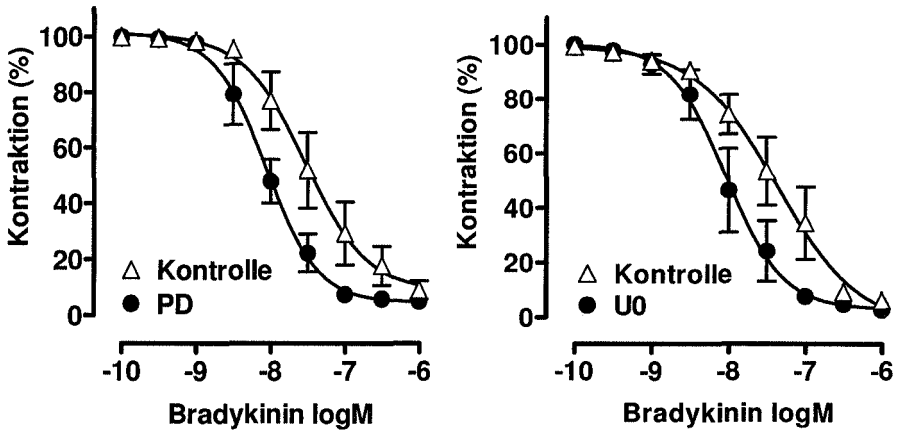 Kontraktion (%)
100
80
60
40
20
0
Kontrolle
PD
-10 -9 -8 -7 -6
Bradykinin logM
Kontraktion (%)
100
80
60
40
20
0
Kontrolle
U0
-10 -9 -8 -7 -6
Bradykinin logM